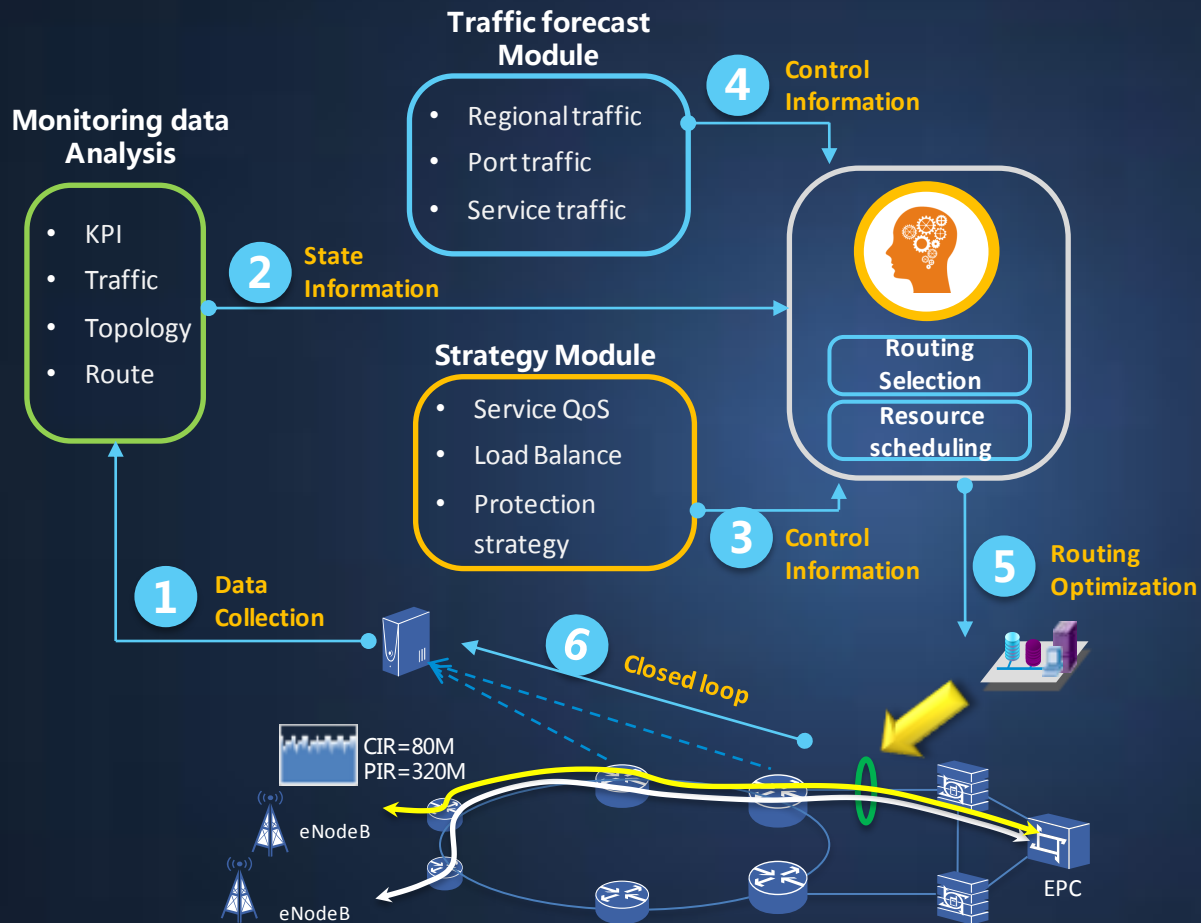 Traffic forecast
Module
• Regional traffic
• Port traffic
• Service traffic
4
Control
Information
Monitoring data
Analysis
• KPI
• Traffic
• Topology
• Route
2
State
Information
Routing
Selection
Resource
scheduling
Strategy Module
• Service QoS
• Load Balance
• Protection
strategy
3
Control
Information
5
Routing
Optimization
1
Data
Collection
6
Closed loop
CIR=80M
PIR=320M
eNodeB
eNodeB
EPC